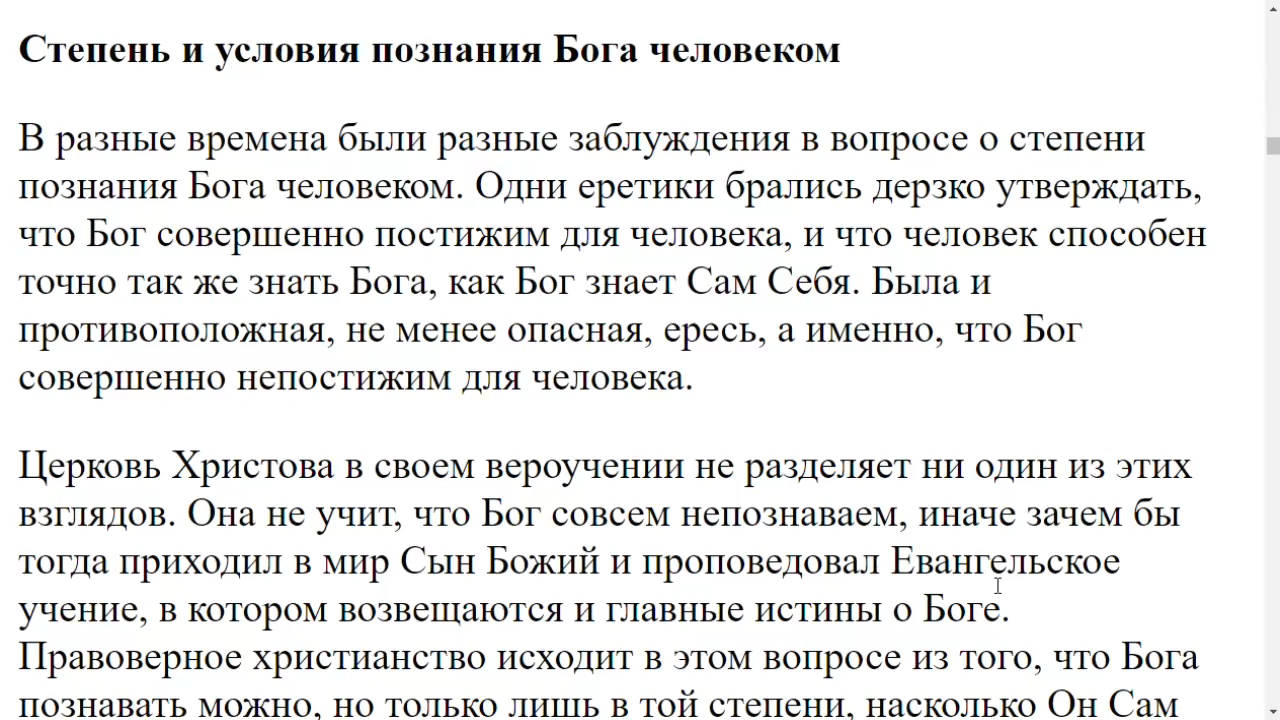 Степень и условия познания Бога человеком
В разные времена были разные заблуждения в вопросе о степени
познания Бога человеком. Одни еретики брались дерзко утверждать,
что Бог совершенно постижим для человека, и что человек способен
точно так же знать Бога, как Бог знает Сам Себя. Была и
противоположная, не менее опасная, ересь, а именно, что Бог
совершенно непостижим для человека.
Церковь Христова в своем вероучении не разделяет ни один из этих
взглядов. Она не учит, что Бог совсем непознаваем, иначе зачем бы
тогда приходил в мир Сын Божий и проповедовал Евангельское
учение, в котором возвещаются и главные истины о Боге.
Правоверное христианство исходит в этом вопросе из того, что Бога
познавать можно, но только лишь в той степени, насколько Он Сам